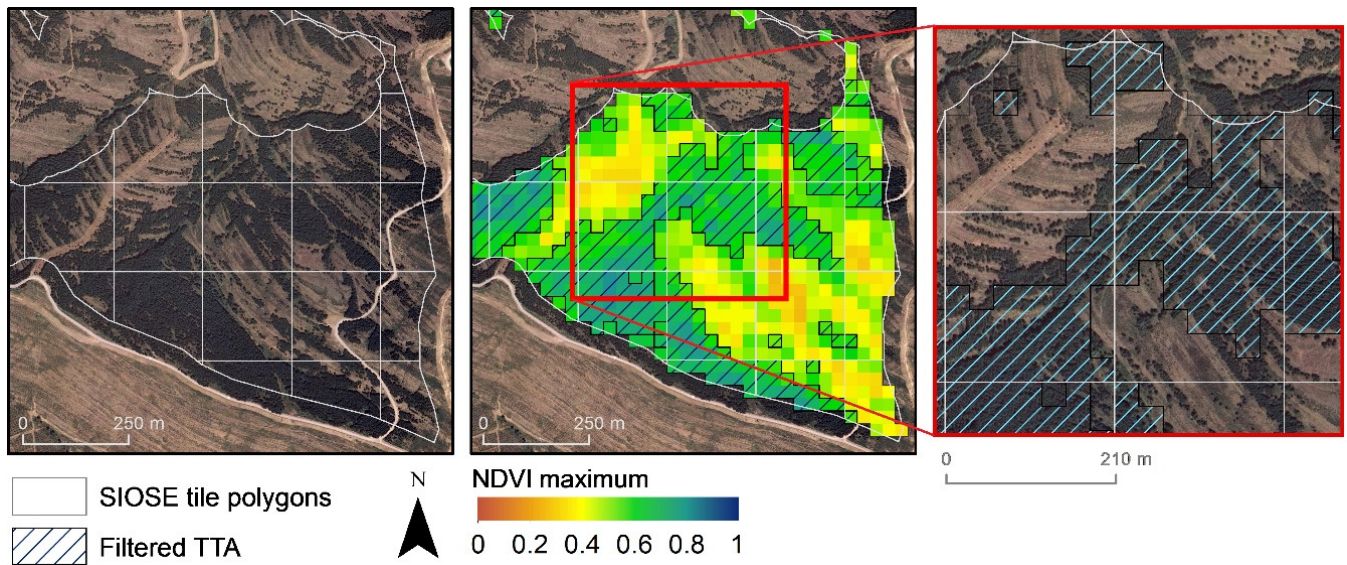 0 250 m
0 250 m
0 210 m
SIOSE tile polygons
Filtered TTA
N
NDVI maximum
0 0.2 0.4 0.6 0.8 1